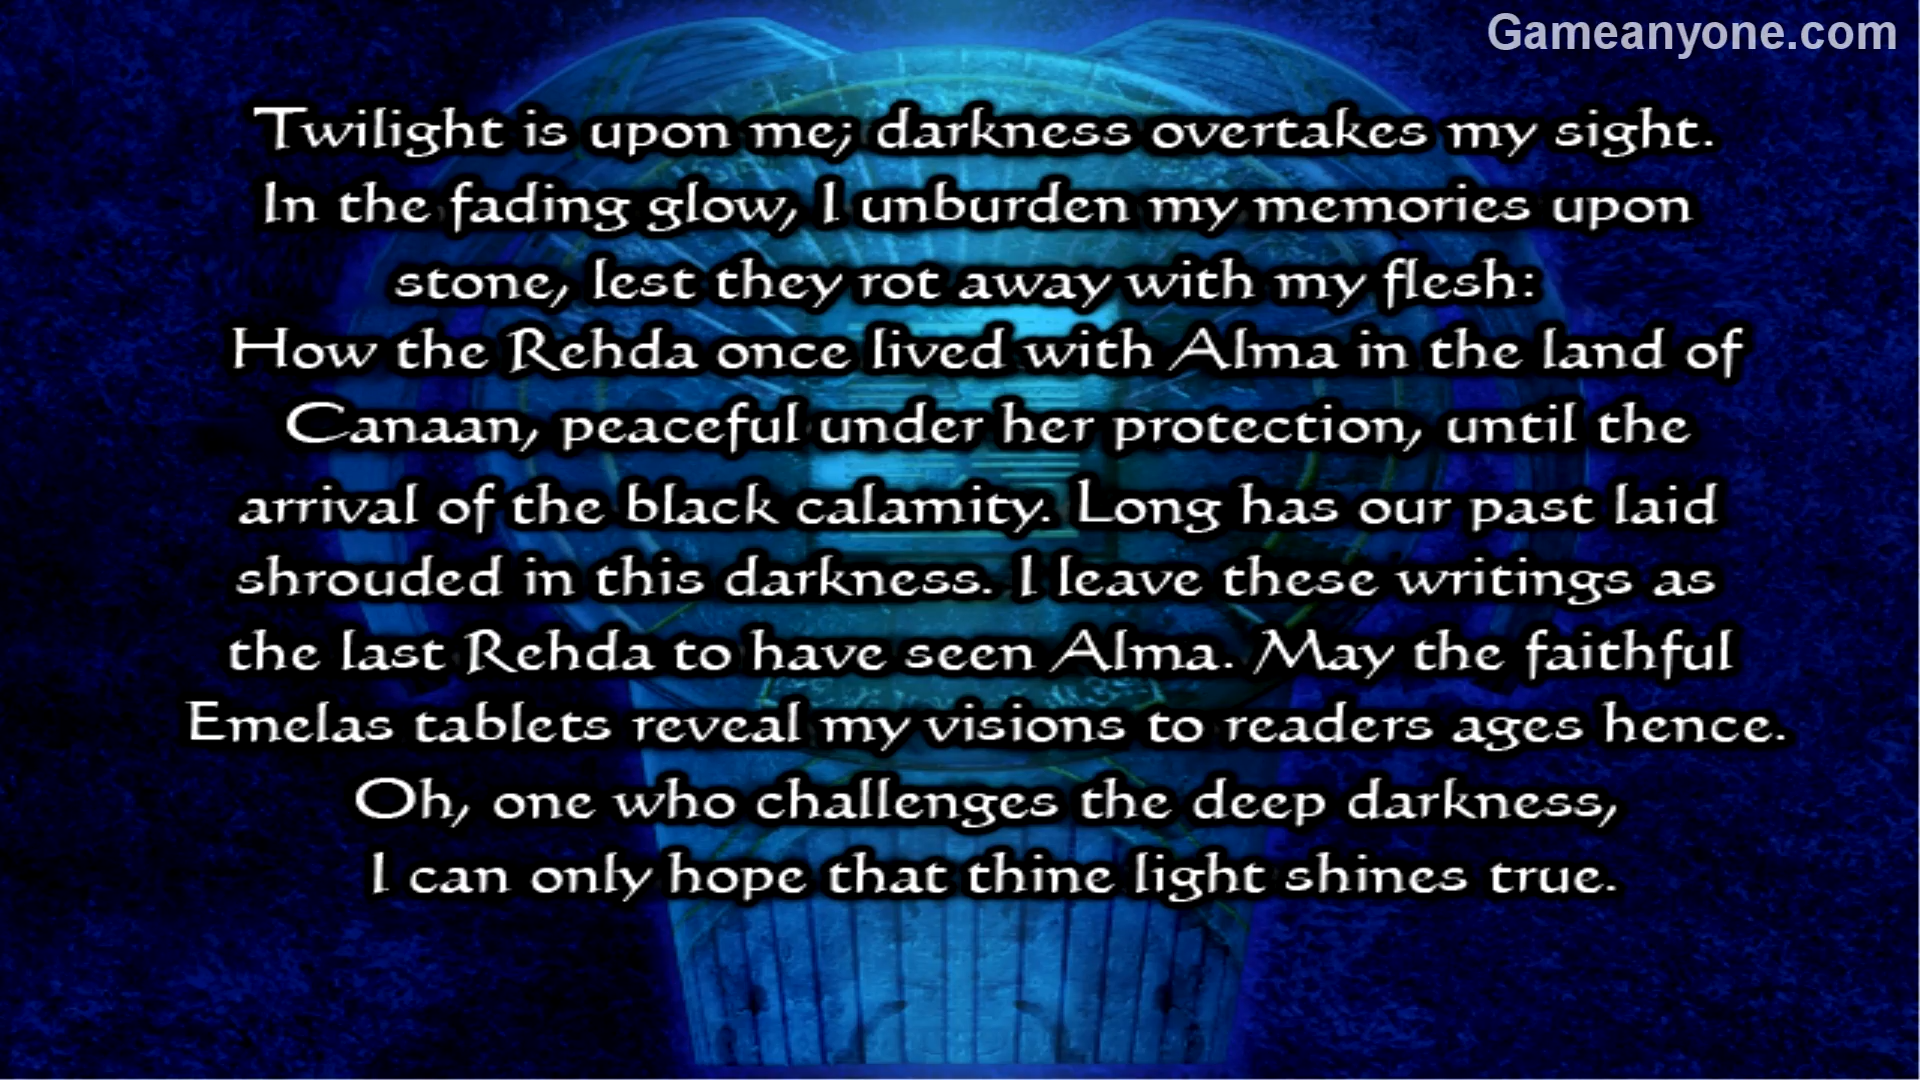 Gameanyone.com
Twilight is upon me; darkness overtakes my sight.
In the fading glow, I unburden my memories upon
stone, lest they rot away with my flesh:
How the Rehda once lived with Alma in the land of
Canaan, peaceful under her protection, until the
arrival of the black calamity. Long has our past laid
shrouded in this darkness. I leave these writings as
the last Rehda to have seen Alma. May the faithful
Emelas tablets reveal my visions to readers ages hence.
Oh, one who challenges the deep darkness,
I can only hope that thine light shines true.